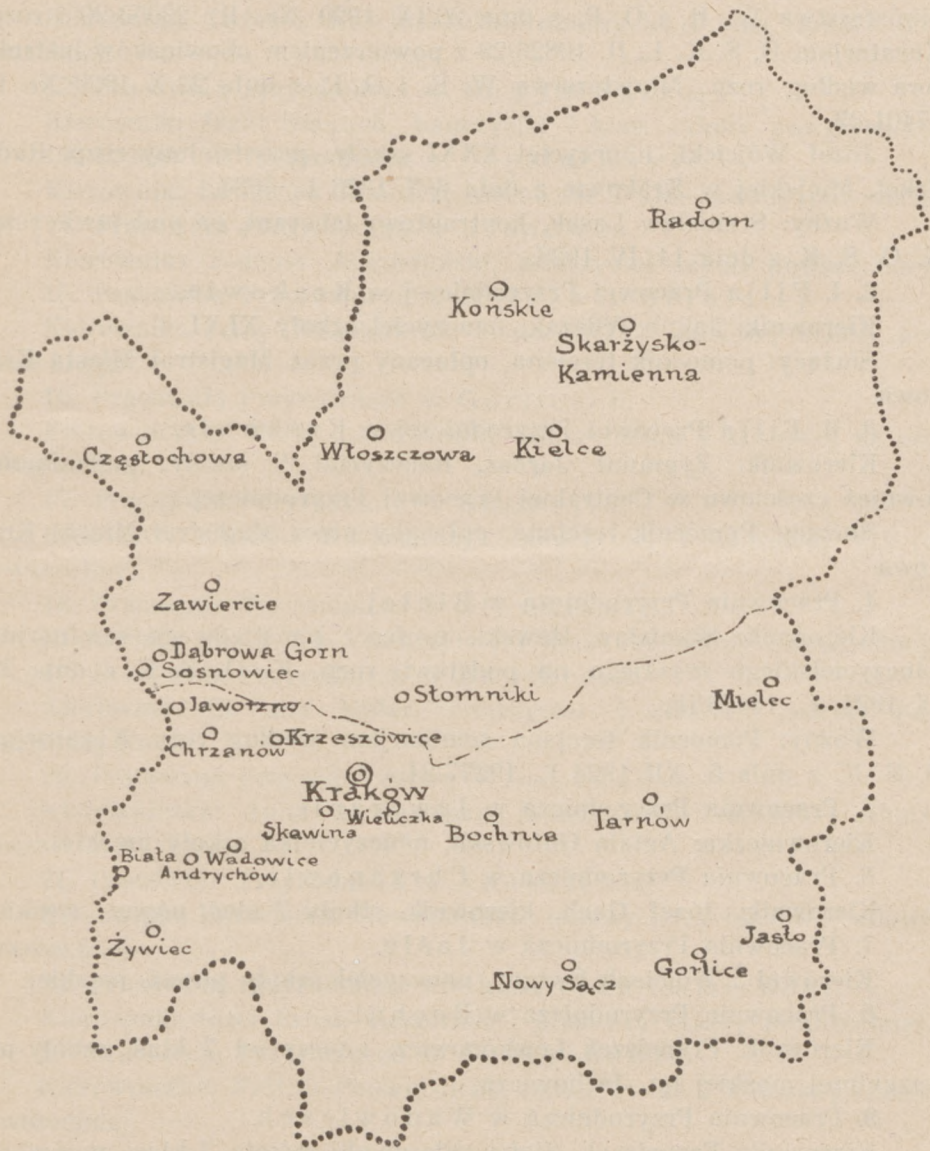 Radom
Końskie
Skarżysko-
Kamienna
Częstochowa
Włoszczowa
Kielce
Zawiercie
Dąbrowa Górn
Sosnowiec
Słomniki
Mielec
Jaworzno
Chrzanów
Krzeszowice
Kraków
Wieliczka
Skawina
Bochnia
Tarnów
Biała
Wadowice
Andrychów
Żywiec
Jasło
Gorlice
Nowy Sącz